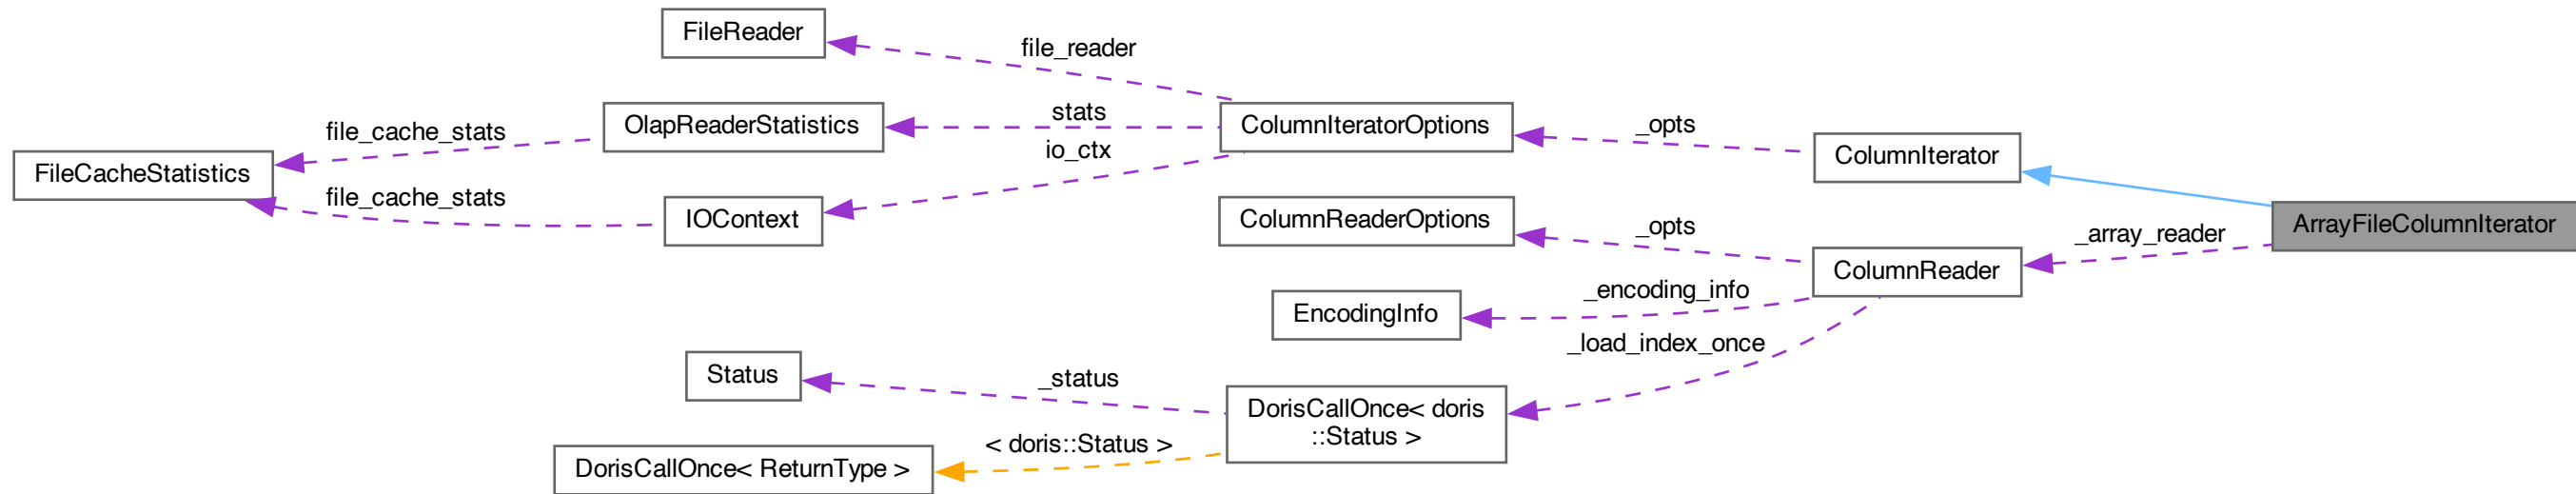 FileReader
file_reader
OlapReaderStatistics
stats
ColumnIteratorOptions
_opts
file_cache_stats
io_ctx
ColumnIterator
FileCacheStatistics
file_cache_stats
IOContext
ColumnReaderOptions
_opts
_array_reader
ArrayFileColumnIterator
ColumnReader
EncodingInfo
_encoding_info
_load_index_once
Status
_status
DorisCallOnce< doris
::Status >
< doris::Status >
DorisCallOnce< ReturnType >